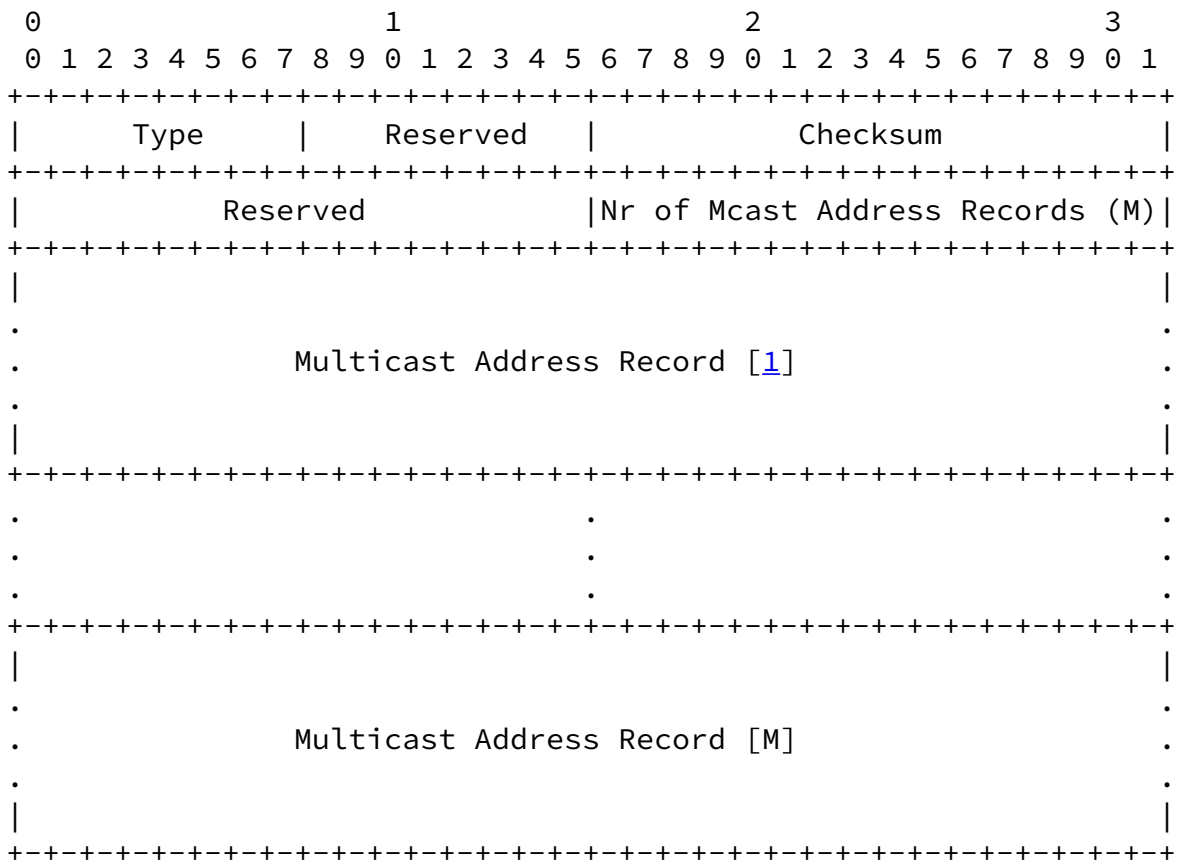 0                   1                   2                   3
 0 1 2 3 4 5 6 7 8 9 0 1 2 3 4 5 6 7 8 9 0 1 2 3 4 5 6 7 8 9 0 1
+-+-+-+-+-+-+-+-+-+-+-+-+-+-+-+-+-+-+-+-+-+-+-+-+-+-+-+-+-+-+-+-+
|      Type     |    Reserved   |           Checksum            |
+-+-+-+-+-+-+-+-+-+-+-+-+-+-+-+-+-+-+-+-+-+-+-+-+-+-+-+-+-+-+-+-+
|           Reserved            |Nr of Mcast Address Records (M)|
+-+-+-+-+-+-+-+-+-+-+-+-+-+-+-+-+-+-+-+-+-+-+-+-+-+-+-+-+-+-+-+-+
|                                                               |
.                                                               .
.               Multicast Address Record [1]                    .
.                                                               .
|                                                               |
+-+-+-+-+-+-+-+-+-+-+-+-+-+-+-+-+-+-+-+-+-+-+-+-+-+-+-+-+-+-+-+-+
.                               .                               .
.                               .                               .
.                               .                               .
+-+-+-+-+-+-+-+-+-+-+-+-+-+-+-+-+-+-+-+-+-+-+-+-+-+-+-+-+-+-+-+-+
|                                                               |
.                                                               .
.               Multicast Address Record [M]                    .
.                                                               .
|                                                               |
+-+-+-+-+-+-+-+-+-+-+-+-+-+-+-+-+-+-+-+-+-+-+-+-+-+-+-+-+-+-+-+-+